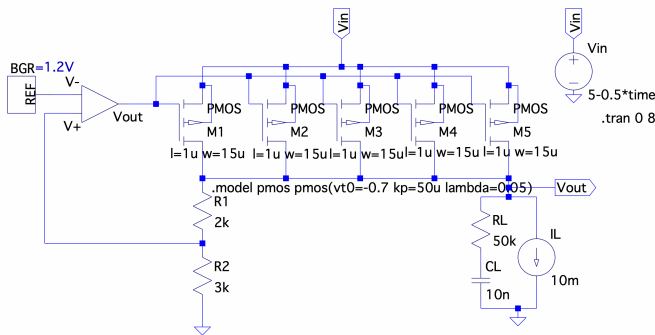 Vin
Vin
BGR=1.2V
REF
V-
V+
Vout
PMOS
PMOS
PMOS
PMOS
PMOS
M1
M2
M3
M4
M5
l=1u w=15u
l=1u w=15u
l=1u w=15u
l=1u w=15u
l=1u w=15u
Vin
5-0.5*time
.tran 0 8
.model pmos pmos(vt0=-0.7 kp=50u lambda=0.05)
Vout
R1
2k
R2
3k
RL
50k
CL
10n
IL
10m